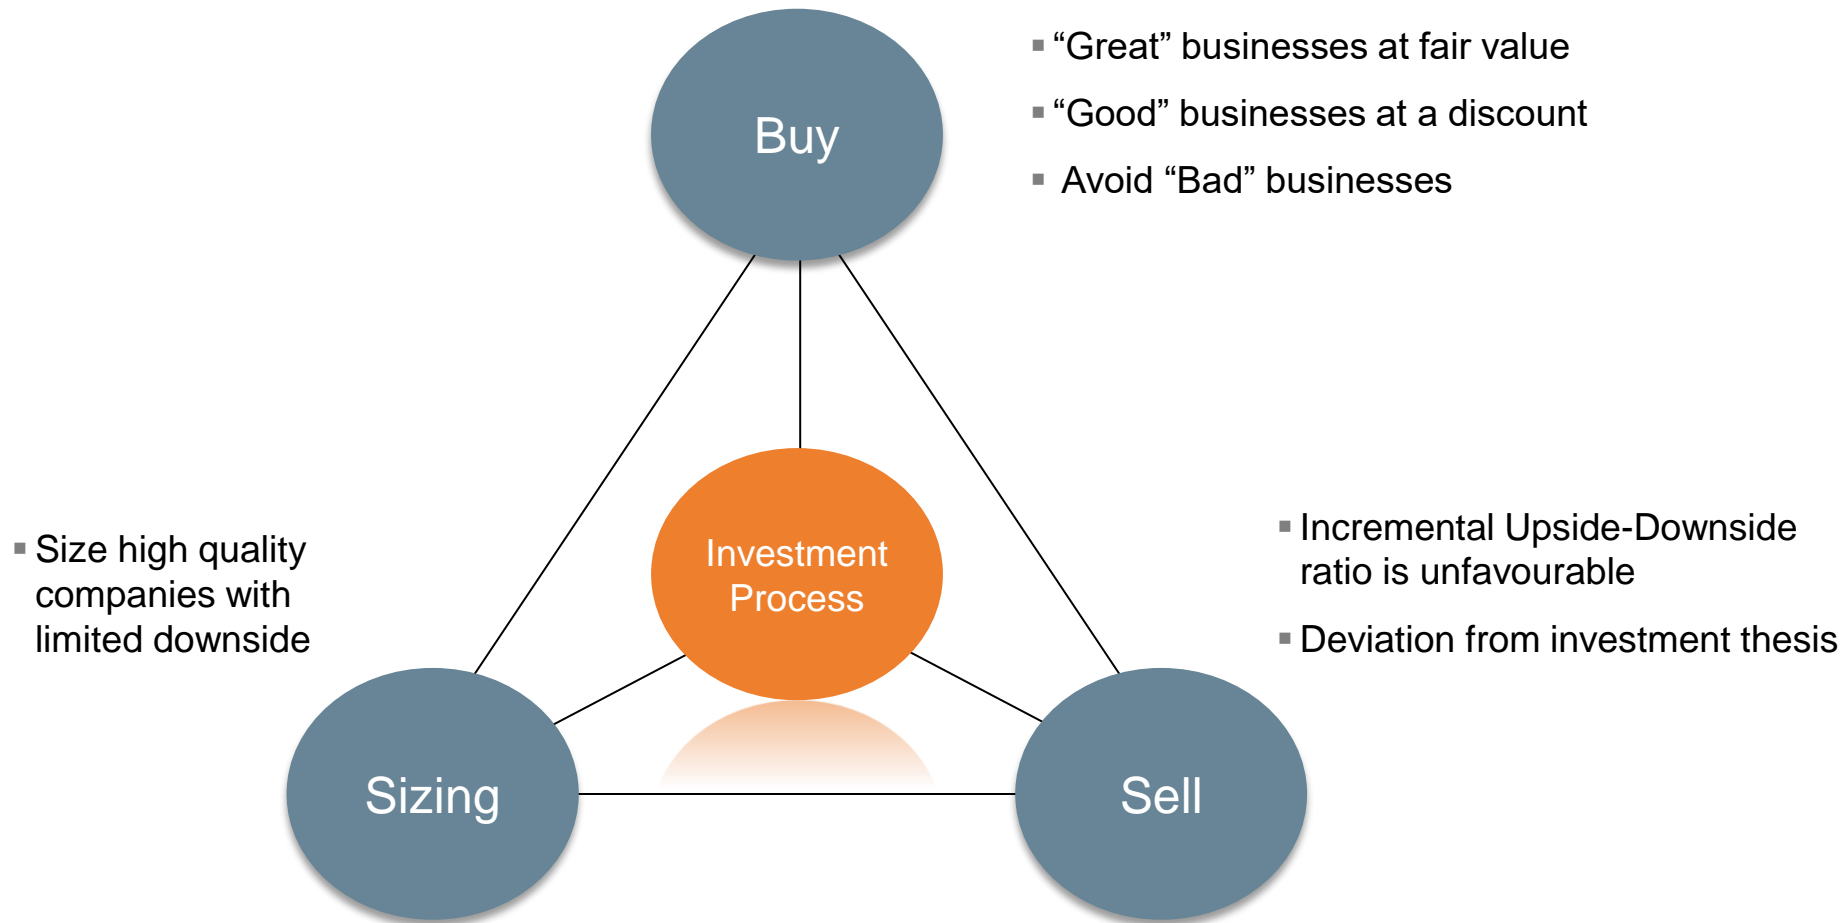 Buy
▪ “Great” businesses at fair value
▪ “Good” businesses at a discount
▪ Avoid “Bad” businesses
Investment
Process
▪ Size high quality
companies with
limited downside
▪ Incremental Upside-Downside
ratio is unfavourable
▪ Deviation from investment thesis
Sizing
Sell